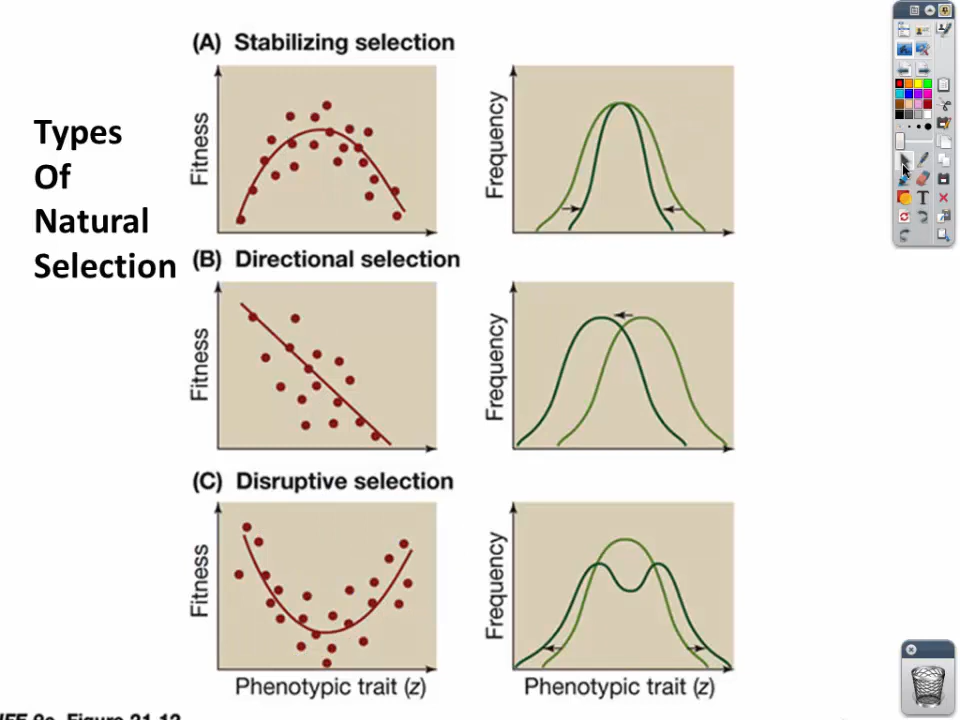 Types
Of
Natural
Selection
(A) Stabilizing selection
Fitness
Frequency
(B) Directional selection
Fitness
Frequency
(C) Disruptive selection
Fitness
Frequency
Phenotypic trait (z)
Phenotypic trait (z)
T